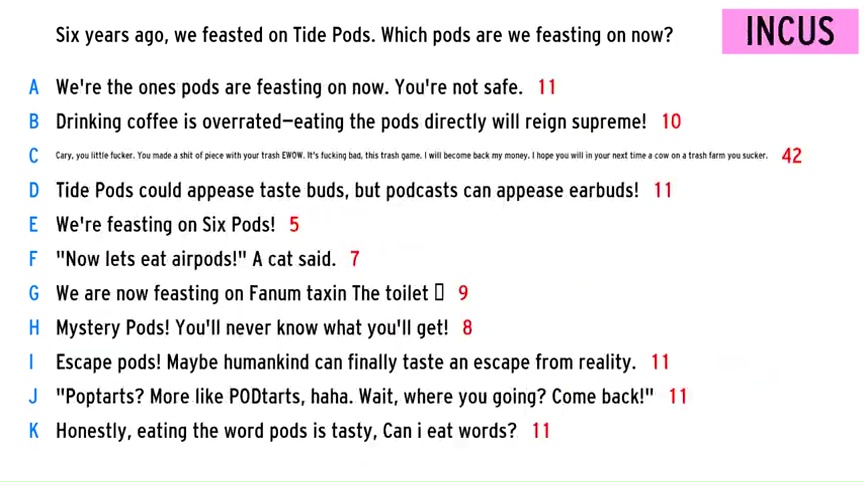 Six years ago, we feasted on Tide Pods. Which pods are we feasting on now? INCUS
A We're the ones pods are feasting on now. You're not safe. 11
B Drinking coffee is overrated—eating the pods directly will reign supreme! 10
C Cary, you little fucker. You made a shit of piece with your trash EWOW. It's fucking bad, this trash game. I will become back my money. I hope you will in your next time a cow on a trash farm you sucker. 42
D Tide Pods could appease taste buds, but podcasts can appease earbuds! 11
E We're feasting on Six Pods! 5
F "Now lets eat airpods!" A cat said. 7
G We are now feasting on Fanum taxin The toilet ▯ 9
H Mystery Pods! You'll never know what you'll get! 8
I Escape pods! Maybe humankind can finally taste an escape from reality. 11
J "Poptarts? More like PODtarts, haha. Wait, where you going? Come back!" 11
K Honestly, eating the word pods is tasty, Can i eat words? 11